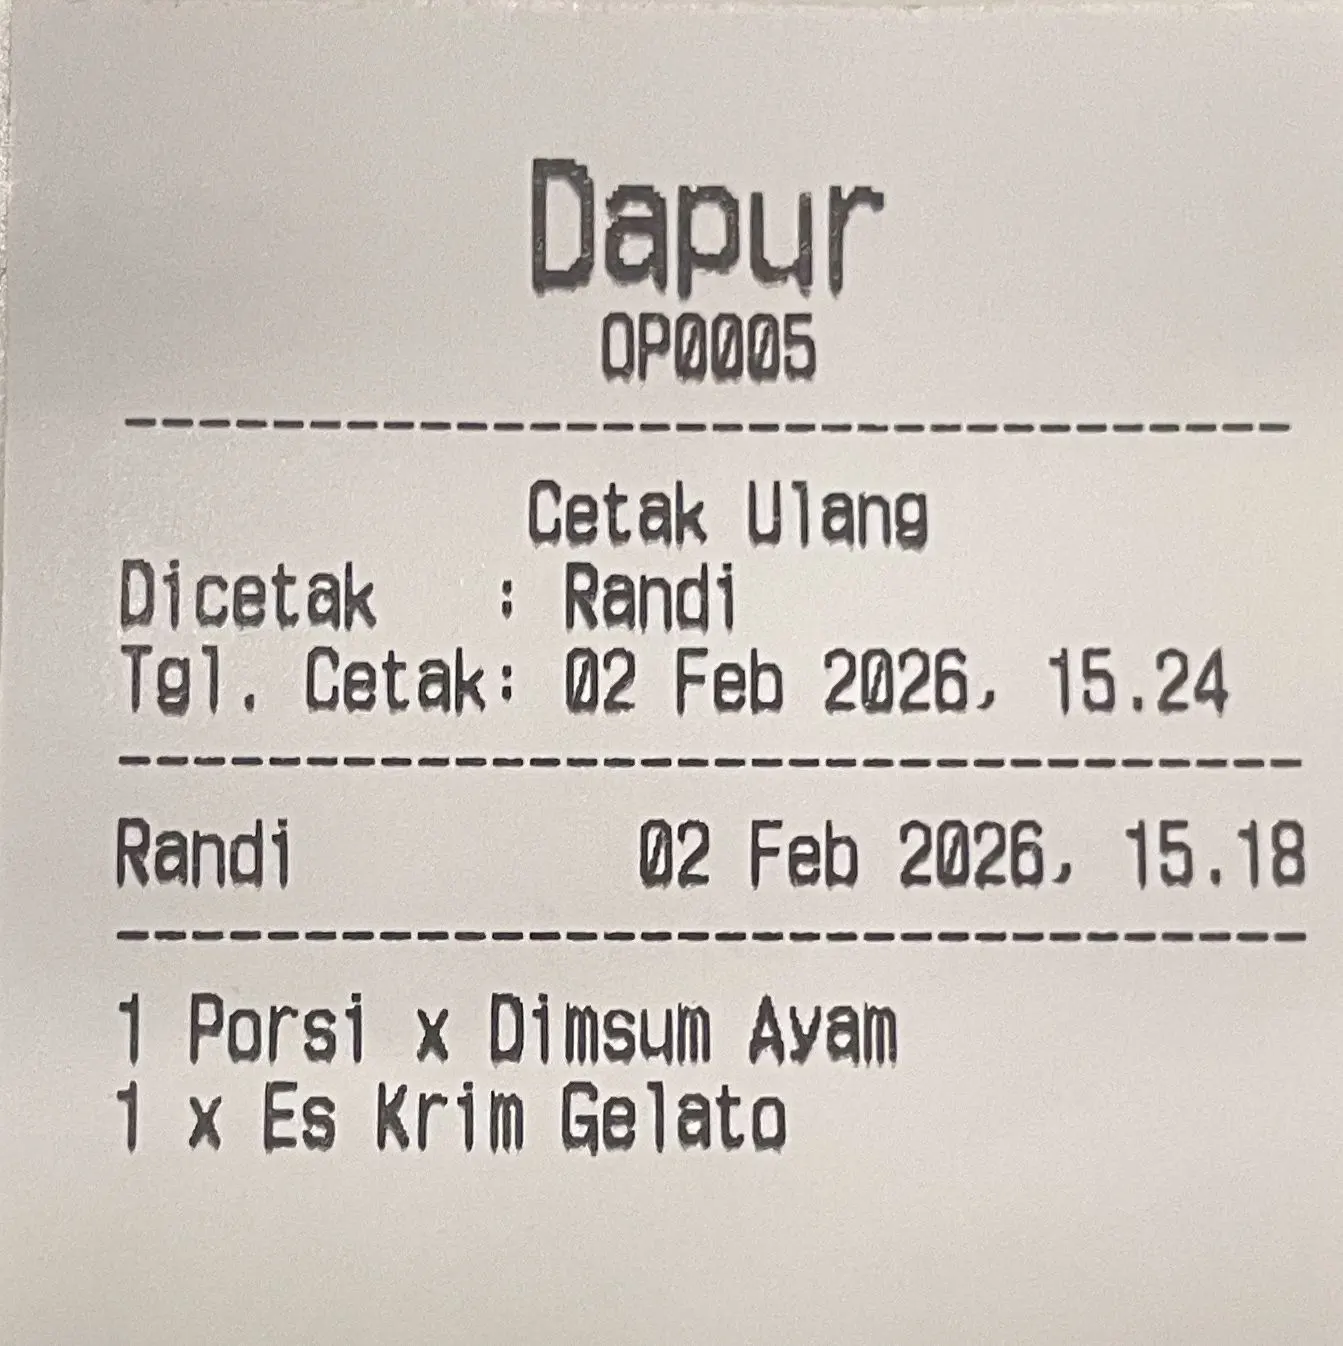 Dapur
OP0005
Cetak Ulang
Dicetak : Randi
Tgl. Cetak: 02 Feb 2026, 15.24
Randi 02 Feb 2026, 15.18
1 Porsi x Dimsum Ayam
1 x Es Krim Gelato